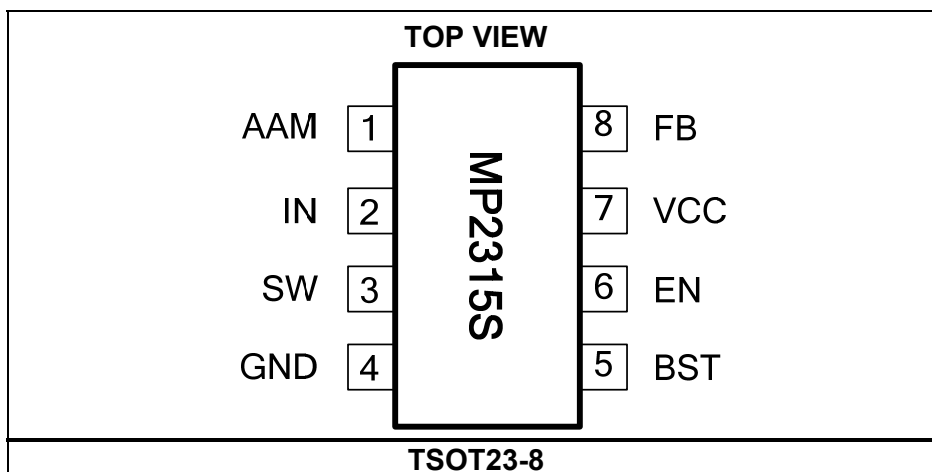 TOP VIEW
AAM 1 8 FB
IN 2 7 VCC
SW 3 6 EN
GND 4 5 BST
MP2315S
TSOT23-8